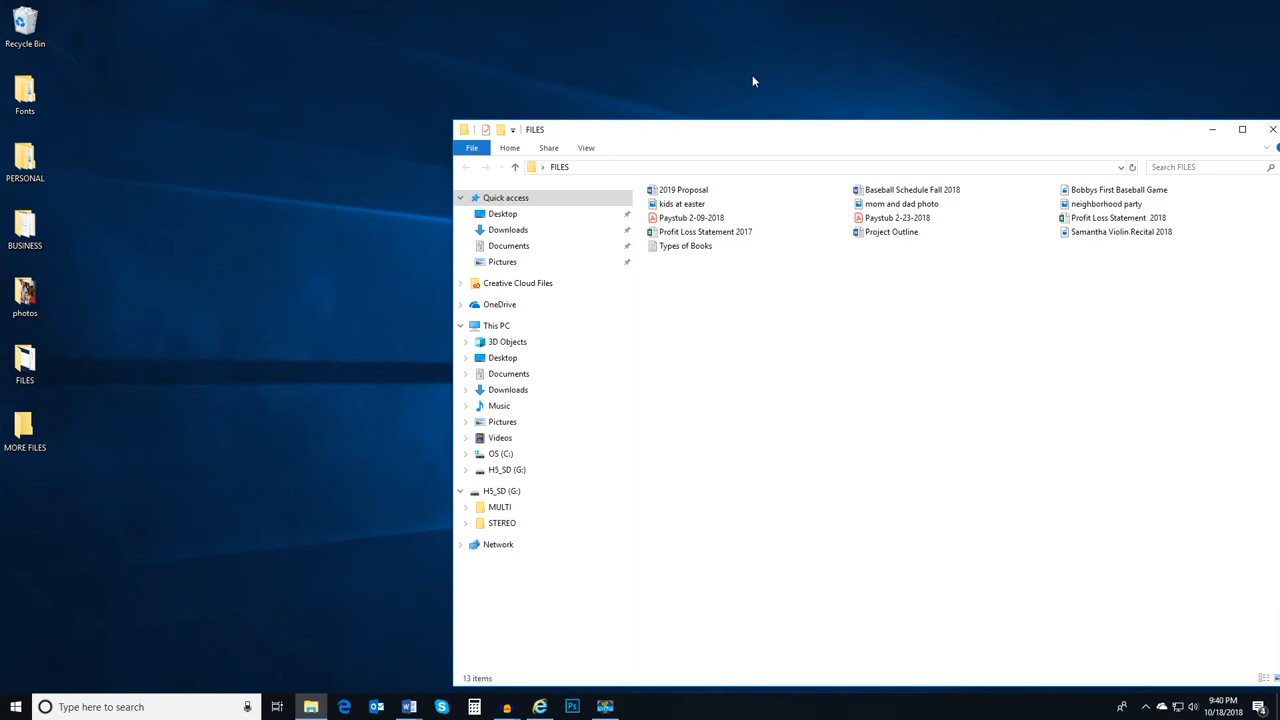 Recycle Bin
Fonts
PERSONAL
BUSINESS
photos
FILES
MORE FILES
FILES
File Home Share View
FILES
Search FILES
Quick access
Desktop
Downloads
Documents
Pictures
Creative Cloud Files
OneDrive
This PC
3D Objects
Desktop
Documents
Downloads
Music
Pictures
Videos
OS (C:)
H5_SD (G:)
H5_SD (G:)
MULTI
STEREO
Network
2019 Proposal Baseball Schedule Fall 2018 Bobbys First Baseball Game
kids at easter mom and dad photo neighborhood party
Paystub 2-09-2018 Paystub 2-23-2018 Profit Loss Statement 2018
Profit Loss Statement 2017 Project Outline Samantha Violin Recital 2018
Types of Books
13 items
Type here to search
9:40 PM
10/18/2018
4